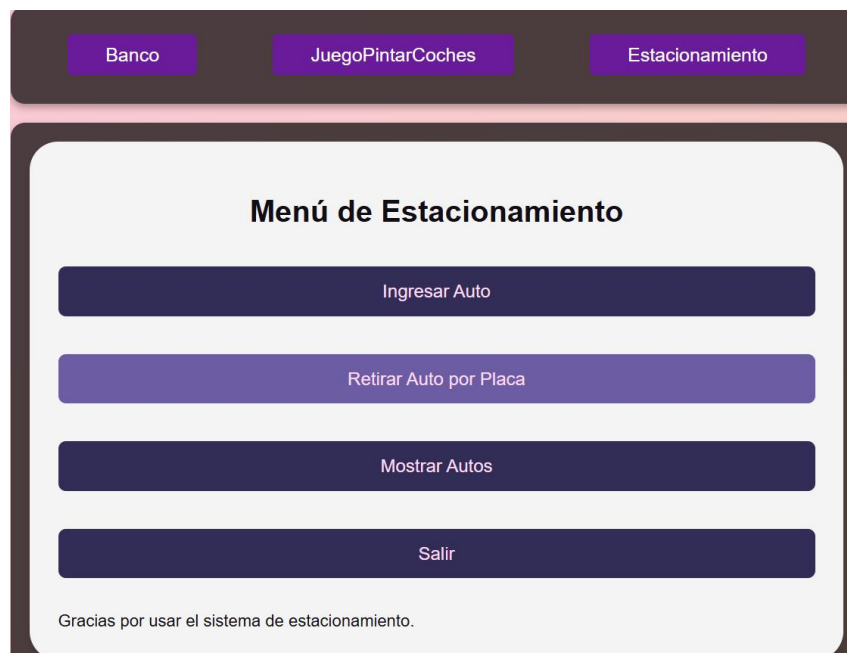 Banco JuegoPintarCoches Estacionamiento
Menú de Estacionamiento
Ingresar Auto
Retirar Auto por Placa
Mostrar Autos
Salir
Gracias por usar el sistema de estacionamiento.